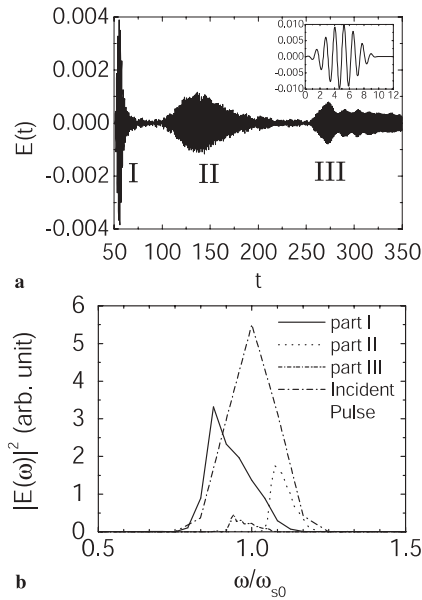 0.004
0.002
0.000
-0.002
-0.004
E(t)
0.010
0.005
0.000
-0.005
-0.010
0 2 4 6 8 10 12
I II III
50 100 150 200 250 300 350
t
a
6
5
4
3
2
1
0
|E(ω)|² (arb. unit)
part I
part II
part III
Incident
Pulse
0.5 1.0 1.5
ω/ω_s0
b